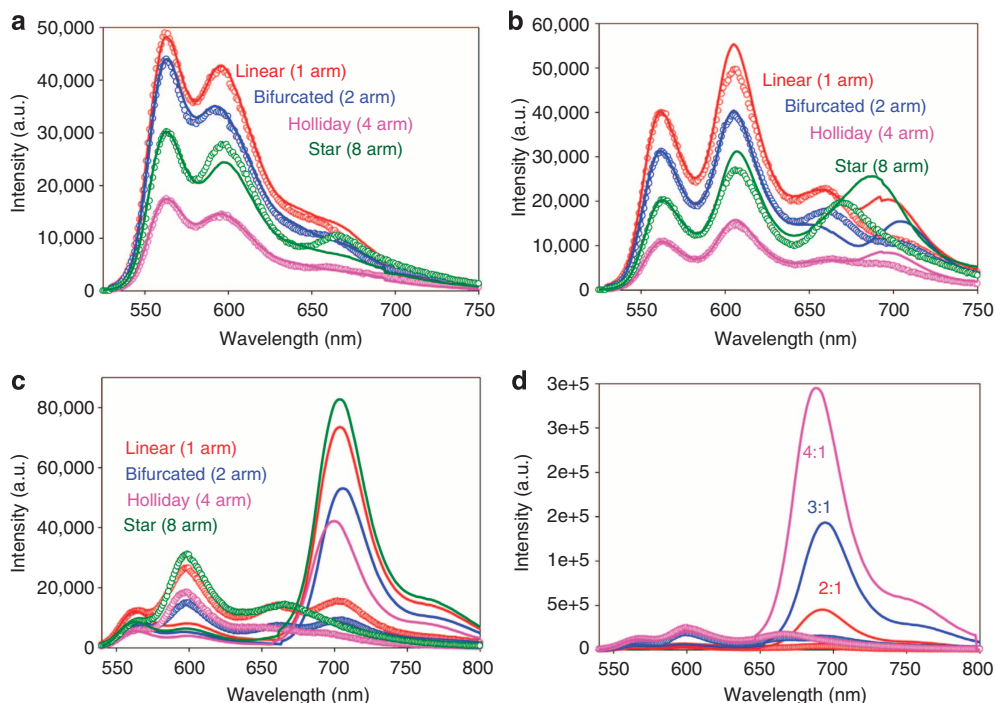 a
50,000
40,000
30,000
20,000
10,000
0
Intensity (a.u.)
Linear (1 arm)
Bifurcated (2 arm)
Holliday (4 arm)
Star (8 arm)
550 600 650 700 750
Wavelength (nm)
b
60,000
50,000
40,000
30,000
20,000
10,000
0
Intensity (a.u.)
Linear (1 arm)
Bifurcated (2 arm)
Holliday (4 arm)
Star (8 arm)
550 600 650 700 750
Wavelength (nm)
c
80,000
60,000
40,000
20,000
0
Intensity (a.u.)
Linear (1 arm)
Bifurcated (2 arm)
Holliday (4 arm)
Star (8 arm)
550 600 650 700 750 800
Wavelength (nm)
d
3e+5
3e+5
2e+5
2e+5
1e+5
5e+5
0
Intensity (a.u.)
4:1
3:1
2:1
550 600 650 700 750 800
Wavelength (nm)